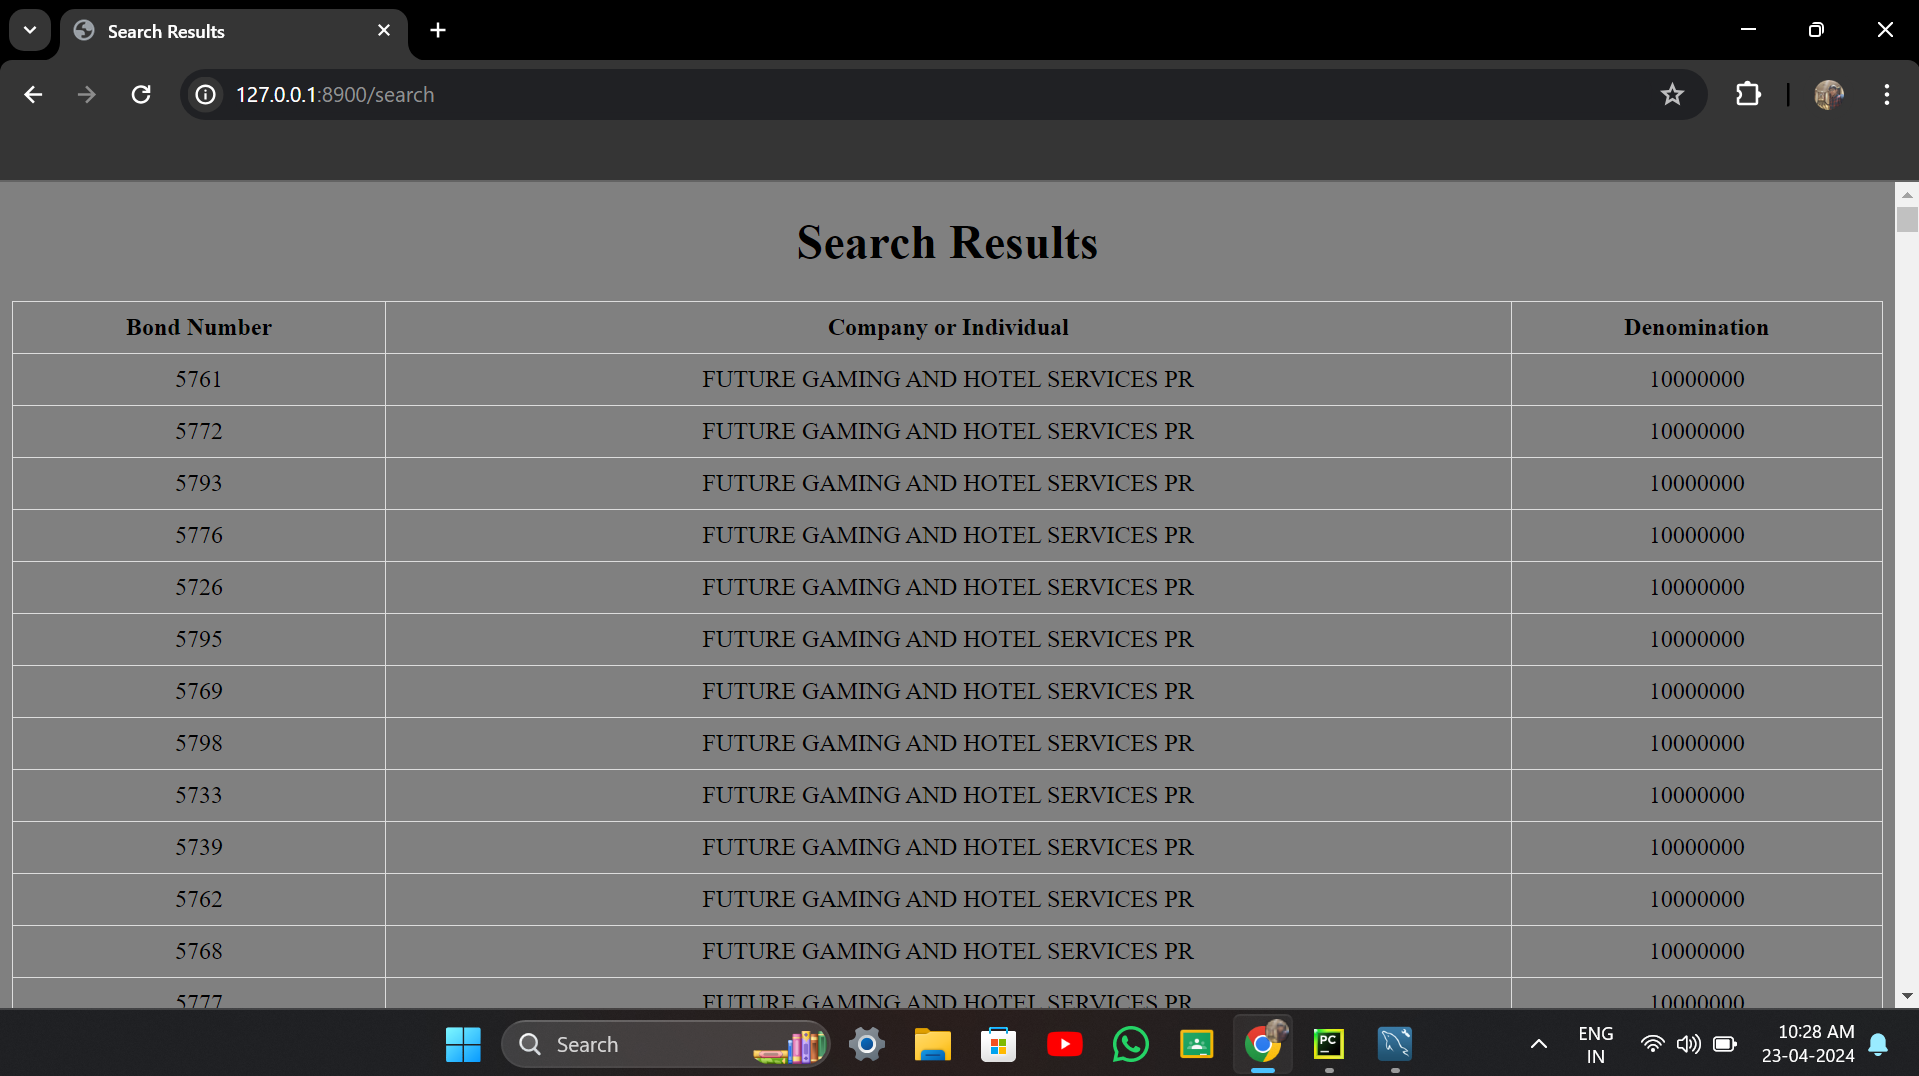 Search Results
127.0.0.1:8900/search
Search Results
Bond Number Company or Individual Denomination
5761 FUTURE GAMING AND HOTEL SERVICES PR 10000000
5772 FUTURE GAMING AND HOTEL SERVICES PR 10000000
5793 FUTURE GAMING AND HOTEL SERVICES PR 10000000
5776 FUTURE GAMING AND HOTEL SERVICES PR 10000000
5726 FUTURE GAMING AND HOTEL SERVICES PR 10000000
5795 FUTURE GAMING AND HOTEL SERVICES PR 10000000
5769 FUTURE GAMING AND HOTEL SERVICES PR 10000000
5798 FUTURE GAMING AND HOTEL SERVICES PR 10000000
5733 FUTURE GAMING AND HOTEL SERVICES PR 10000000
5739 FUTURE GAMING AND HOTEL SERVICES PR 10000000
5762 FUTURE GAMING AND HOTEL SERVICES PR 10000000
5768 FUTURE GAMING AND HOTEL SERVICES PR 10000000
5777 FUTURE GAMING AND HOTEL SERVICES PR 10000000
Search PC ENG 10:28 AM
IN 23-04-2024